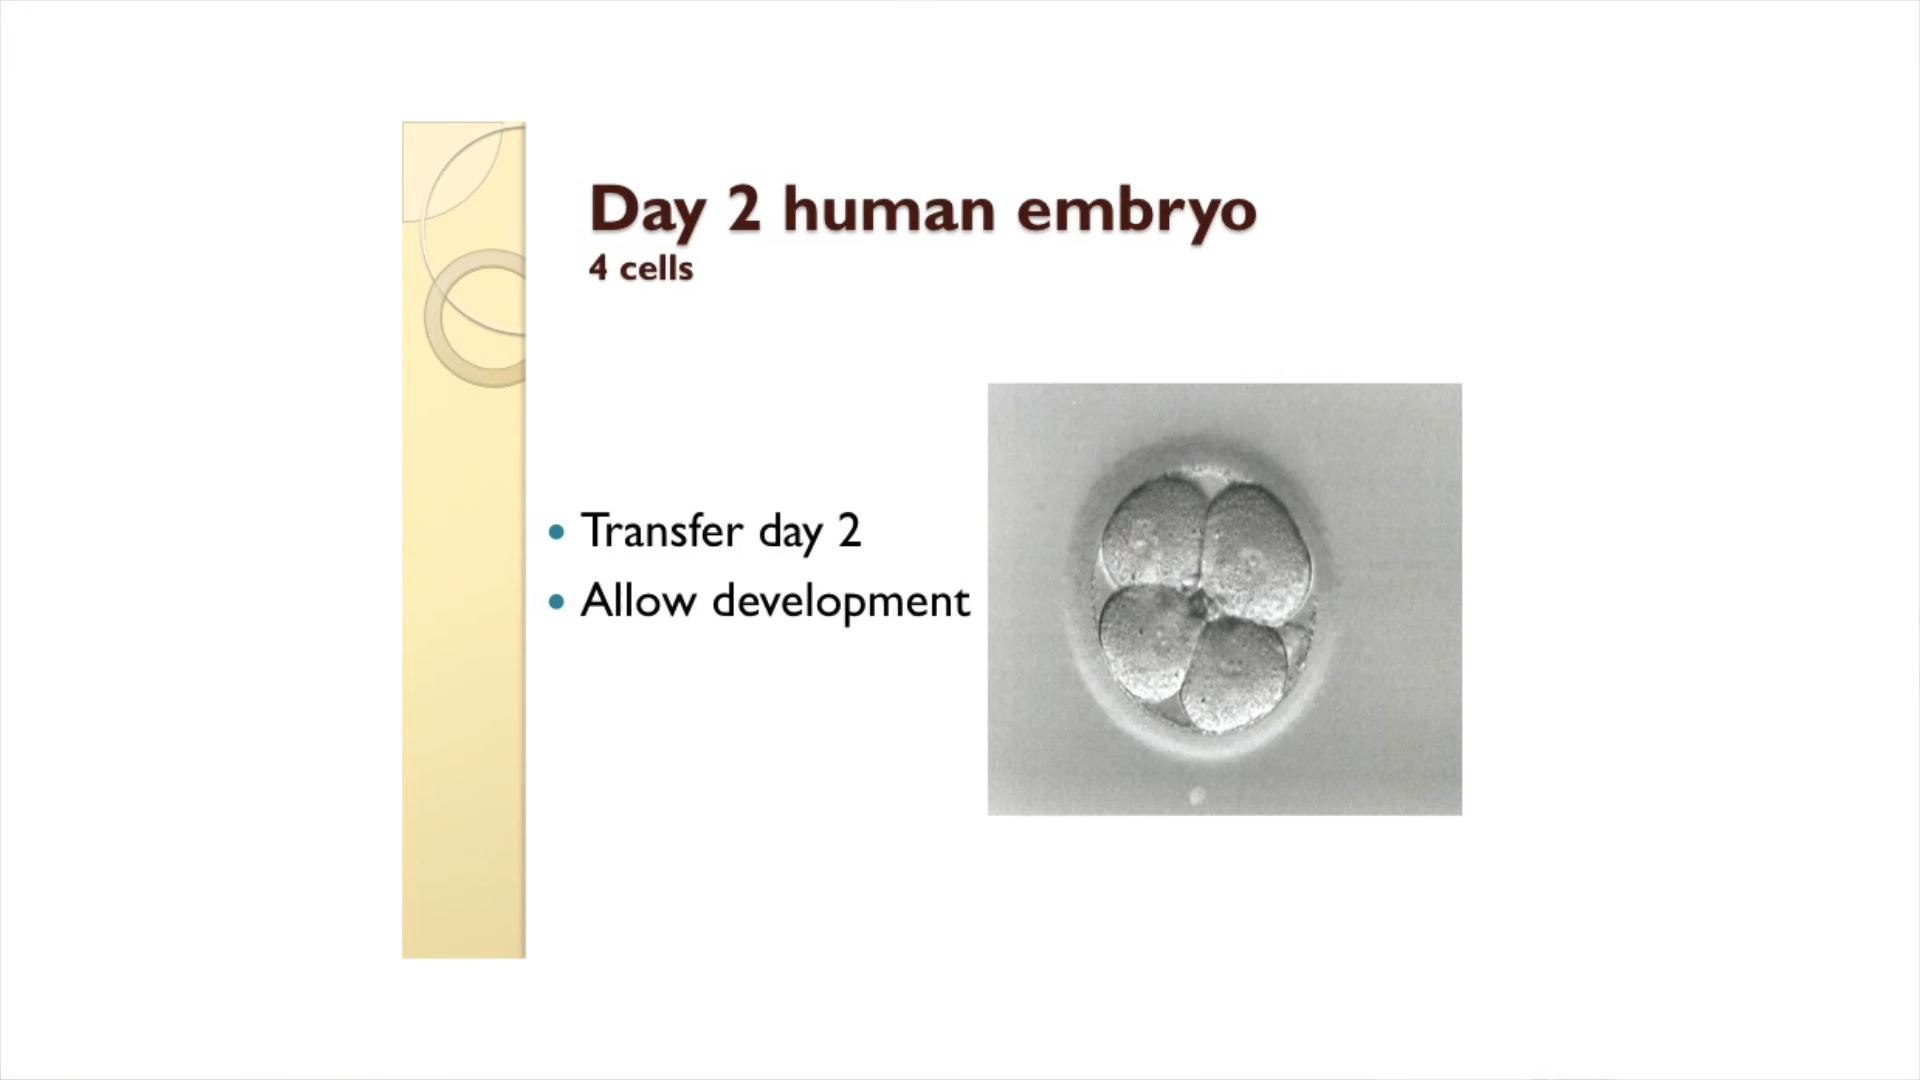 Day 2 human embryo
4 cells
• Transfer day 2
• Allow development